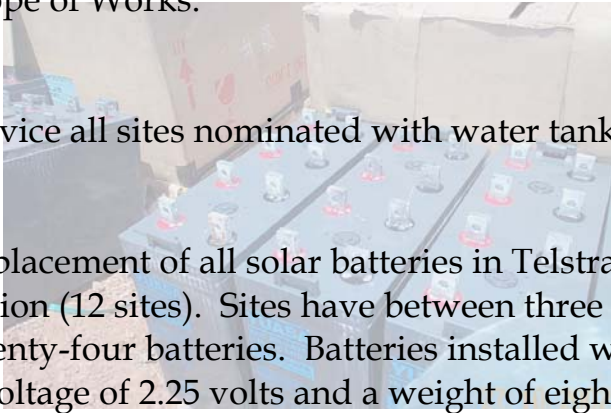 ope of Works.
vice all sites nominated with water tank
placement of all solar batteries in Telstra
ion (12 sites). Sites have between three
enty-four batteries. Batteries installed w
oltage of 2.25 volts and a weight of eigh